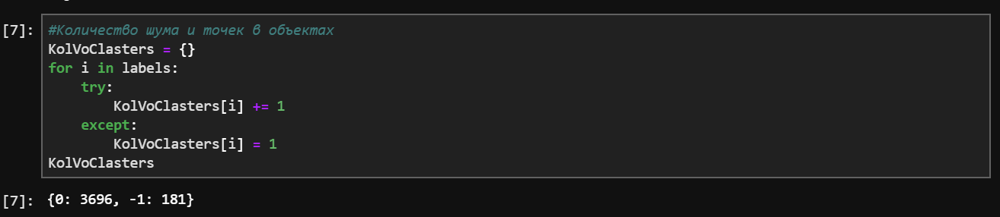 [7]: #Количество шума и точек в объектах
KolVoClasters = {}
for i in labels:
    try:
        KolVoClasters[i] += 1
    except:
        KolVoClasters[i] = 1
KolVoClasters
[7]: {0: 3696, -1: 181}